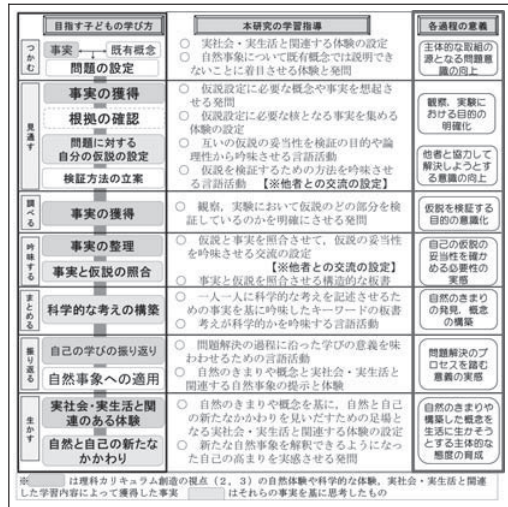 目指す子どもの学び方
本研究の学習指導
各過程の意義
つかむ
事実
既有概念
問題の設定
○ 実社会・実生活と関連する体験の設定
○ 自然事象について既有概念では説明でき
ないことに着目させる体験と発問
主体的な取組の
源となる問題意
識の向上
見通す
事実の獲得
根拠の確認
問題に対する
自分の仮説の設定
検証方法の立案
○ 仮説設定に必要な概念や事実を想起さ
せる発問
○ 仮説設定に必要な核となる事実を集める
体験の設定
○ 互いの仮説の妥当性を検証の目的や論
理性から吟味させる言語活動
○ 仮説を検証するための方法を吟味させ
る言語活動 【※他者との交流の設定】
観察,実験に
おける目的の
明確化
他者と協力して
解決しようとす
る意識の向上
調べる
事実の獲得
○ 観察,実験において仮説のどの部分を検
証しているのかを明確にさせる発問
仮説を検証する
目的の意識化
吟味する
事実の整理
事実と仮説の照合
○ 仮説と事実を照合させて,仮説の妥当性
を吟味させる交流の設定
【※他者との交流の設定】
○ 事実と仮説を照合させる構造的な板書
自己の仮説の
妥当性を確か
める必要性の
実感
まとめる
科学的な考えの構築
○ 一人一人に科学的な考えを記述させるた
めの事実を基に吟味したキーワードの板書
○ 考えが科学的かを吟味する言語活動
自然のきまり
の発見,概念
の構築
振り返る
自己の学びの振り返り
自然事象への適用
○ 問題解決の過程に沿った学びの意義を味
わわせるための言語活動
○ 自然のきまりや概念と実社会・実生活と
関連する自然事象の提示と体験
問題解決のプ
ロセスを踏む
意義の実感
生かす
実社会・実生活と関
連のある体験
自然と自己の新たな
かかわり
○ 自然のきまりや概念を基に,自然と自己
の新たなかかわりを見いだすための足場と
なる実社会・実生活と関連する体験の設定
○ 新たな自然事象を解釈できるようになっ
た自己の高まりを実感させる発問
自然のきまりや
構築した概念を
生活に生かそう
とする主体的な
態度の育成
※ は理科カリキュラム創造の視点(2,3)の自然体験や科学的な体験,実社会・実生活と関連
した学習内容によって獲得した事実 はそれらの事実を基に思考したもの